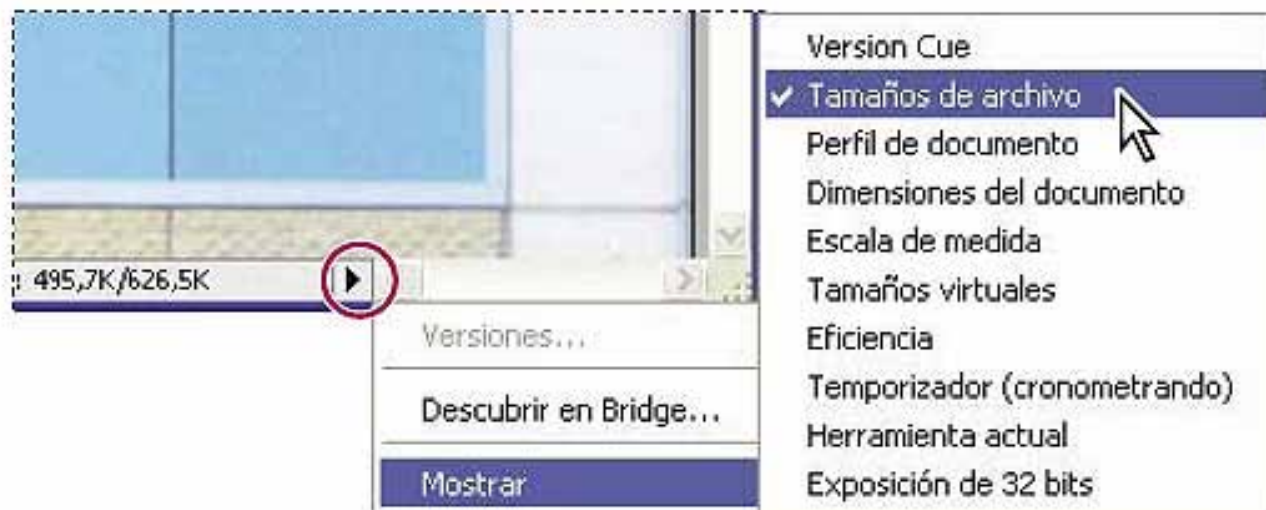 : 495,7K/626,5K
Versiones...
Descubrir en Bridge...
Mostrar
Version Cue
Tamaños de archivo
Perfil de documento
Dimensiones del documento
Escala de medida
Tamaños virtuales
Eficiencia
Temporizador (cronometrando)
Herramienta actual
Exposición de 32 bits